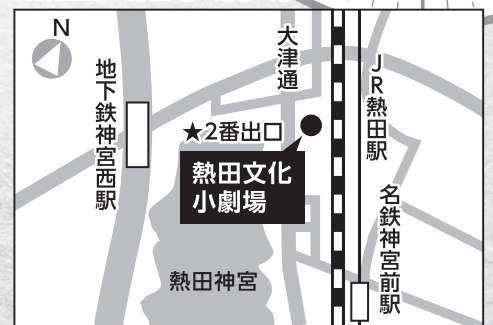 N
大津通
JR熱田駅
地下鉄神宮西駅
★2番出口
熱田文化
小劇場
名鉄神宮前駅
熱田神宮